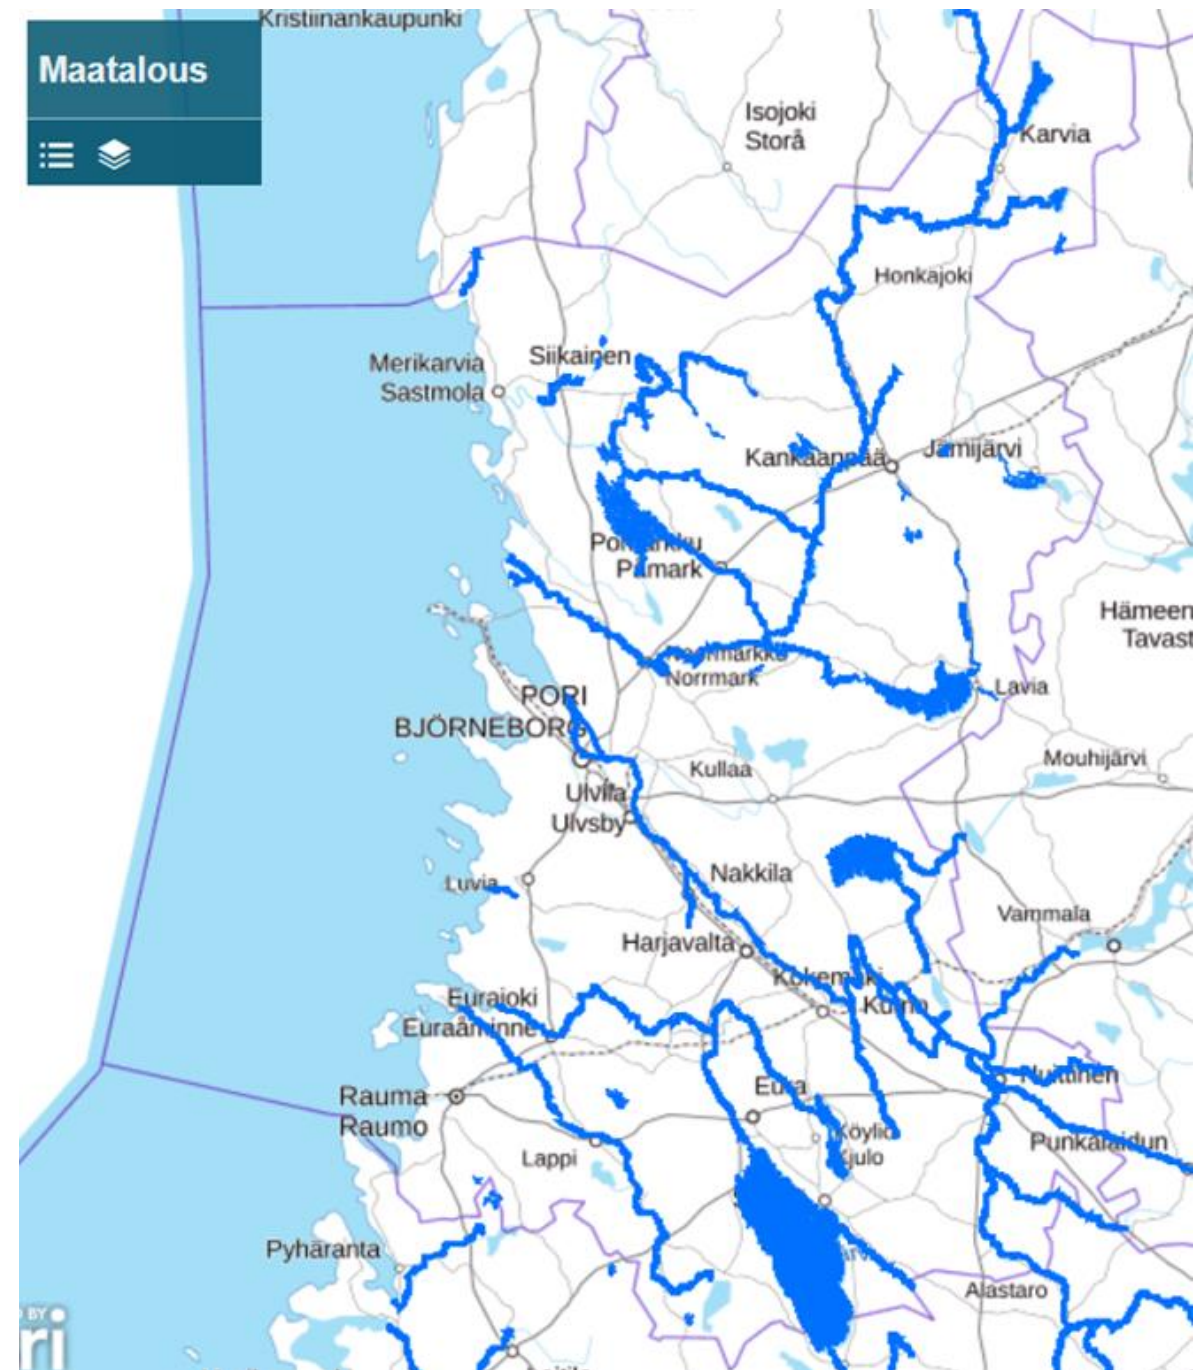 Kristiinankaupunki
Maatalous
Isojoki
Storå
Karvia
Honkajoki
Merikarvia
Sastmola
Siikainen
Kankaanpää
Jämijärvi
Pomarkku
Påmark
Hämeen
Tavast
Noormarkku
Norrmark
Lavia
PORI
BJÖRNEBORG
Kullaa
Mouhijärvi
Ulvila
Ulvsby
Nakkila
Luvia
Vammala
Harjavalta
Kokemäki
Eurajoki
Euraåminne
Huittinen
Rauma
Raumo
Eura
Köyliö
Kjulo
Punkalaidun
Lappi
Pyhäranta
Alastaro
BY